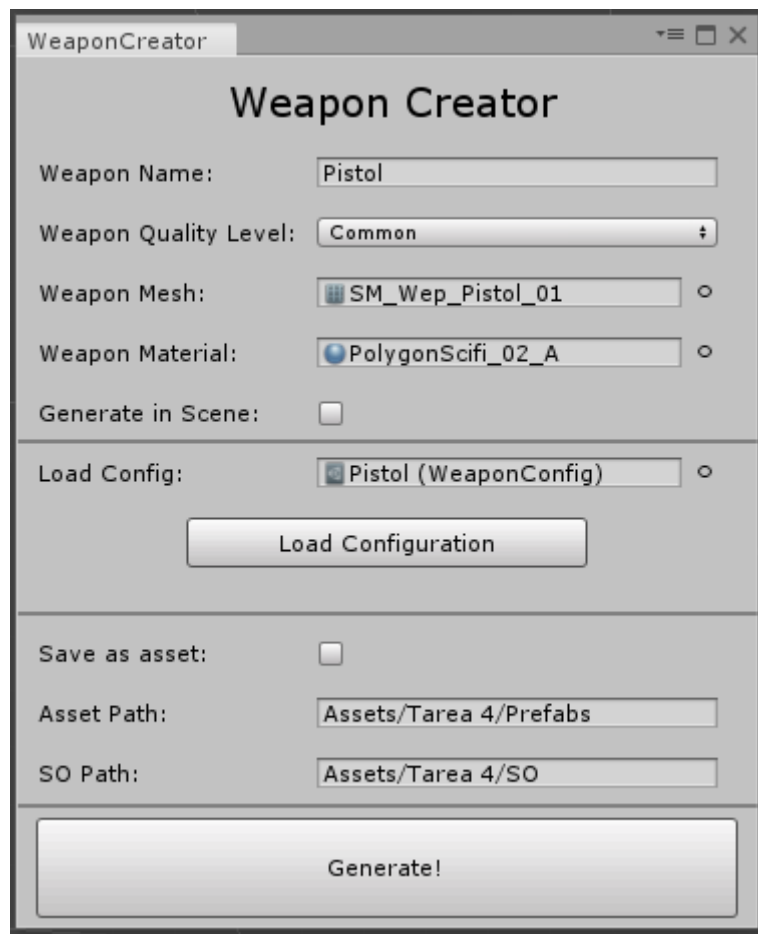 WeaponCreator
Weapon Creator
Weapon Name: Pistol
Weapon Quality Level: Common
Weapon Mesh: SM_Wep_Pistol_01
Weapon Material: PolygonScifi_02_A
Generate in Scene:
Load Config: Pistol (WeaponConfig)
Load Configuration
Save as asset:
Asset Path: Assets/Tarea 4/Prefabs
SO Path: Assets/Tarea 4/SO
Generate!